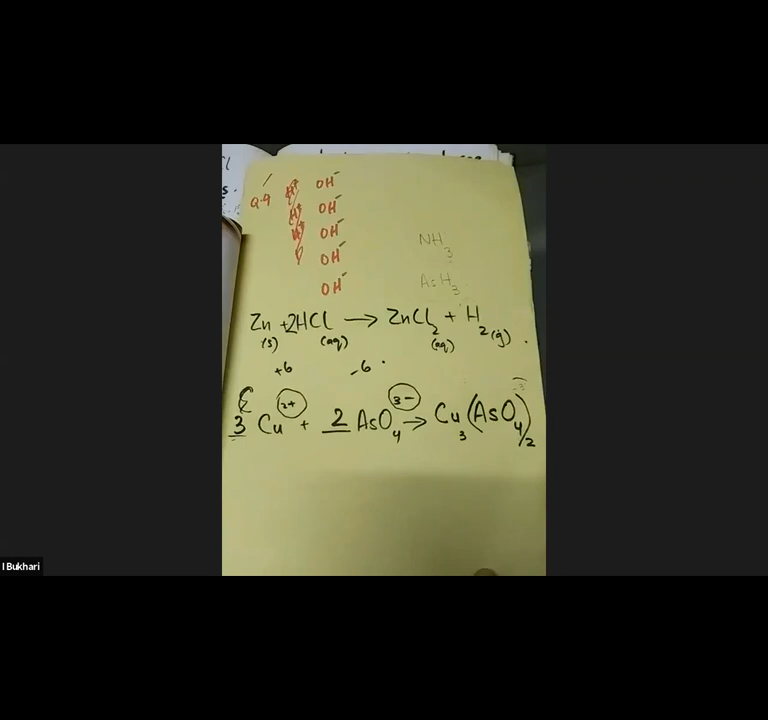 Q.4 OH⁻
OH⁻
OH⁻
OH⁻
OH⁻
NH₃
AsH₃
Zn + 2HCl → ZnCl₂ + H₂(g).
(s) (aq) (aq)
+6 -6
3 Cu²⁺ + 2 AsO₄³⁻ → Cu₃(AsO₄)₂
I Bukhari